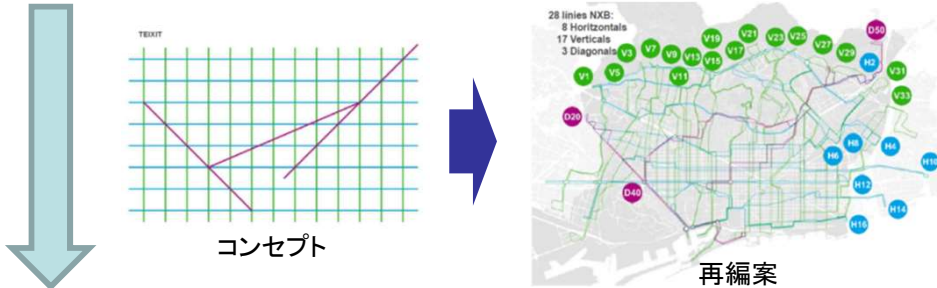 TEIXIT
コンセプト
28 linies NXB:
8 Horitzontals
17 Verticals
3 Diagonals
V1
V5
V3
V7
V9
V11
V13
V19
V15
V17
V21
V23
V25
V27
V29
D50
H2
V31
V33
D20
D40
H6
H8
H4
H10
H12
H14
H16
再編案